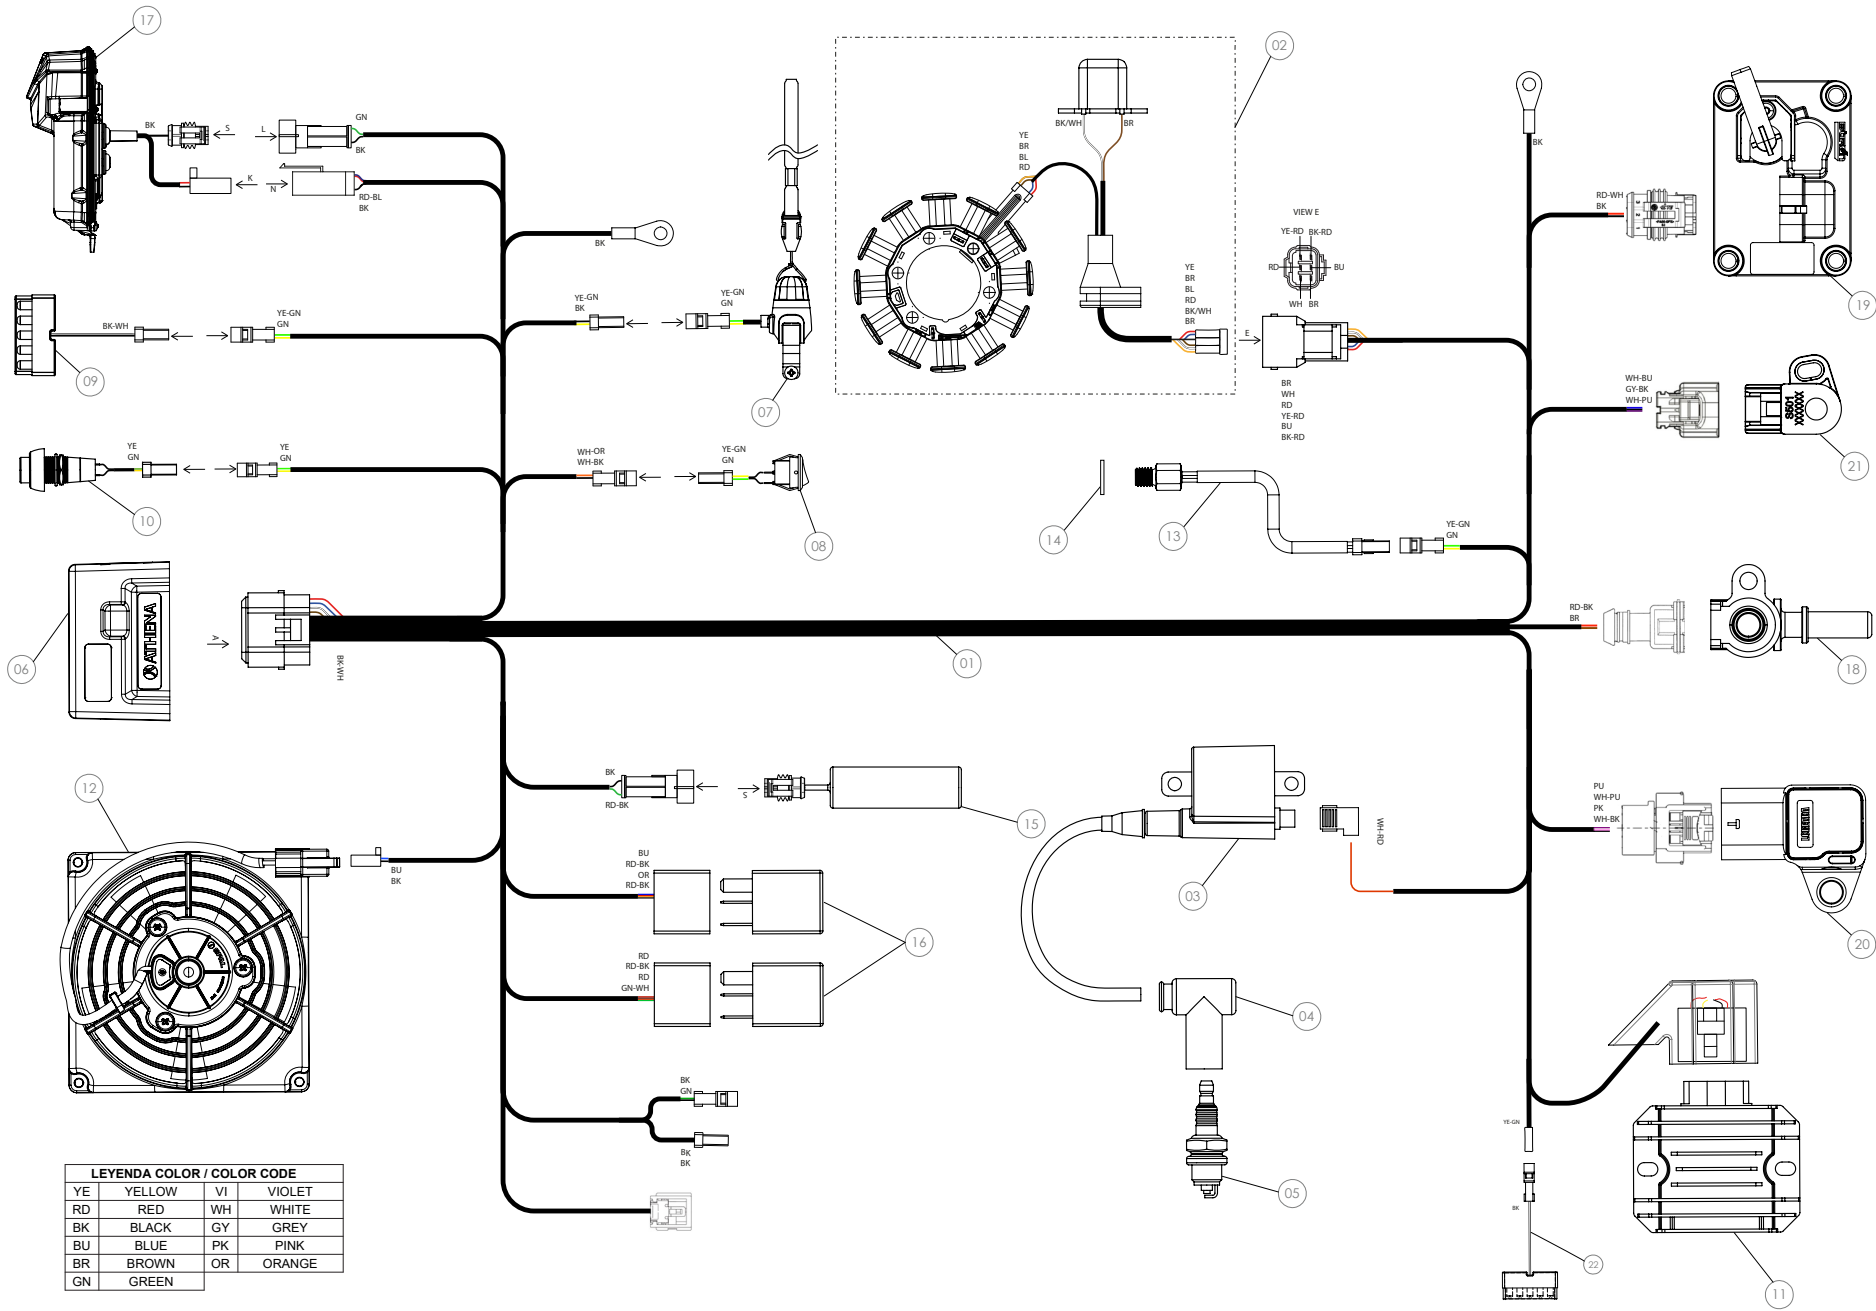 17
BK
S
L
GN
BK
K
N
RD-BL
BK
BK
BK-WH
YE-GN
GN
09
YE-GN
BK
YE-GN
GN
07
YE
GN
YE
GN
10
WH-OR
WH-BK
YE-GN
GN
08
02
BK/WH
BR
YE
BR
BL
RD
YE
BR
BL
RD
BK/WH
BR
E
VIEW E
YE-RD
BK-RD
RD
BU
WH
BR
BR
WH
RD
YE-RD
BU
BK-RD
BK
RD-WH
BK
19
WH-BU
GY-BK
WH-PU
S501
XXXXX
21
14
13
YE-GN
GN
ATHENA
06
A
BK-WH
01
RD-BK
BR
18
12
BU
BK
BK
RD-BK
S
15
BU
RD-BK
OR
RD-BK
16
RD
RD-BK
RD
GN-WH
BK
GN
BK
BK
03
WH-RD
04
05
PU
WH-PU
PK
WH-BK
20
YE-GN
BK
22
11
LEYENDA COLOR / COLOR CODE
YE YELLOW VI VIOLET
RD RED WH WHITE
BK BLACK GY GREY
BU BLUE PK PINK
BR BROWN OR ORANGE
GN GREEN